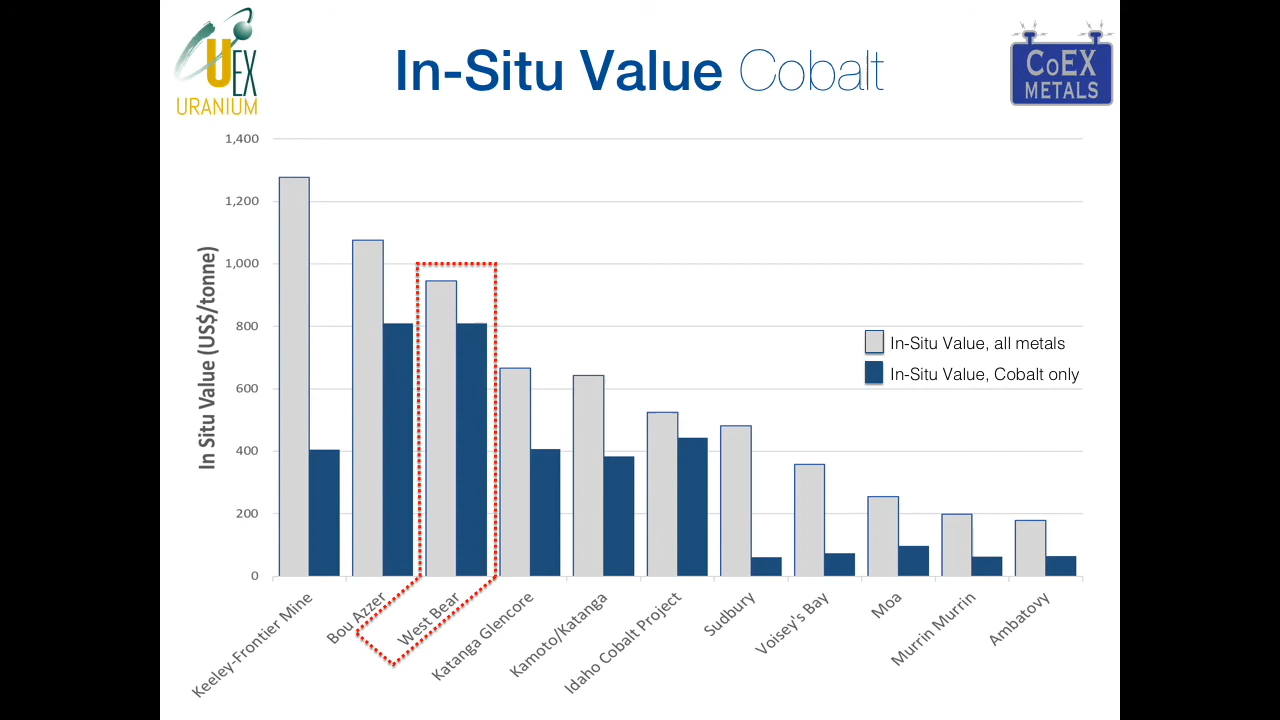 UEX
URANIUM
In-Situ Value Cobalt
CoEX
METALS
In Situ Value (US$/tonne)
1,400
1,200
1,000
800
600
400
200
0
In-Situ Value, all metals
In-Situ Value, Cobalt only
Keeley-Frontier Mine
Bou Azzer
West Bear
Katanga Glencore
Kamoto/Katanga
Idaho Cobalt Project
Sudbury
Voisey's Bay
Moa
Murrin Murrin
Ambatovy